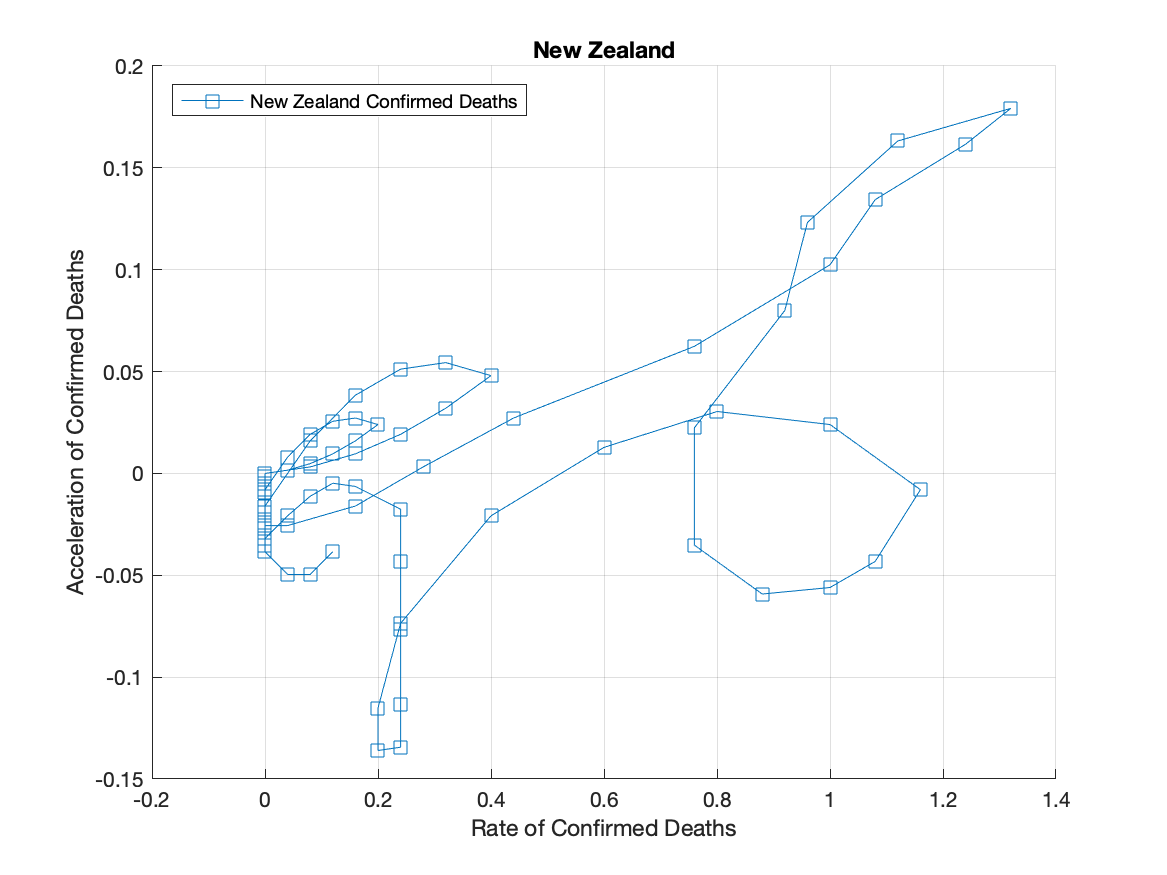 New Zealand
New Zealand Confirmed Deaths
0.2
0.15
0.1
0.05
0
-0.05
-0.1
-0.15
-0.2 0 0.2 0.4 0.6 0.8 1 1.2 1.4
Acceleration of Confirmed Deaths
Rate of Confirmed Deaths